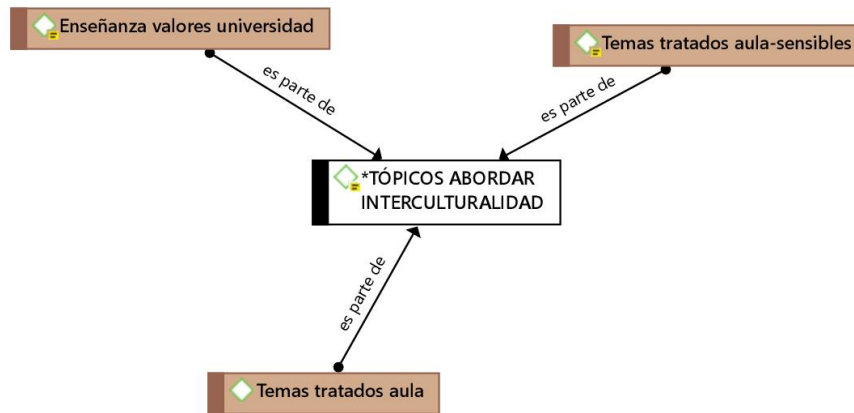 Enseñanza valores universidad
Temas tratados aula-sensibles
es parte de
es parte de
*TÓPICOS ABORDAR
INTERCULTURALIDAD
es parte de
Temas tratados aula